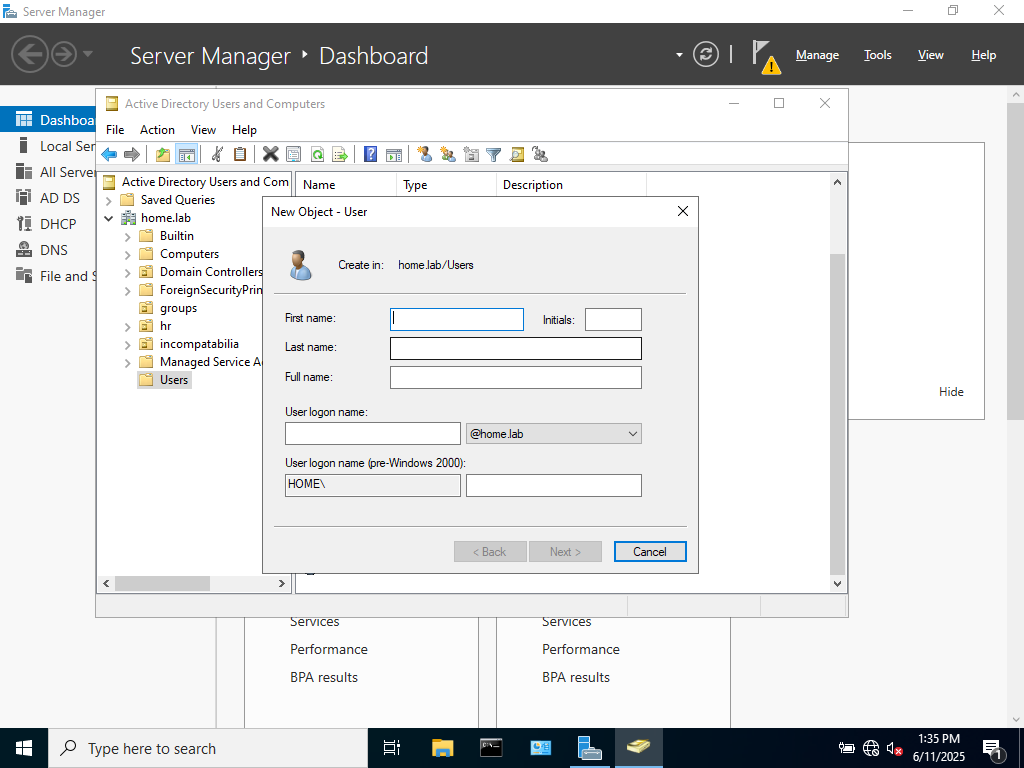 Server Manager
Server Manager • Dashboard
Manage
Tools
View
Help
Dashboa
Local Ser
All Server
AD DS
DHCP
DNS
File and S
Active Directory Users and Computers
File
Action
View
Help
Active Directory Users and Com
Saved Queries
home.lab
Builtin
Computers
Domain Controllers
ForeignSecurityPrin
groups
hr
incompatabilia
Managed Service A
Users
Name
Type
Description
New Object - User
Create in: home.lab/Users
First name:
Initials:
Last name:
Full name:
User logon name:
@home.lab
User logon name (pre-Windows 2000):
HOME\
< Back
Next >
Cancel
Hide
Services
Performance
BPA results
Services
Performance
BPA results
Type here to search
1:35 PM
6/11/2025
1